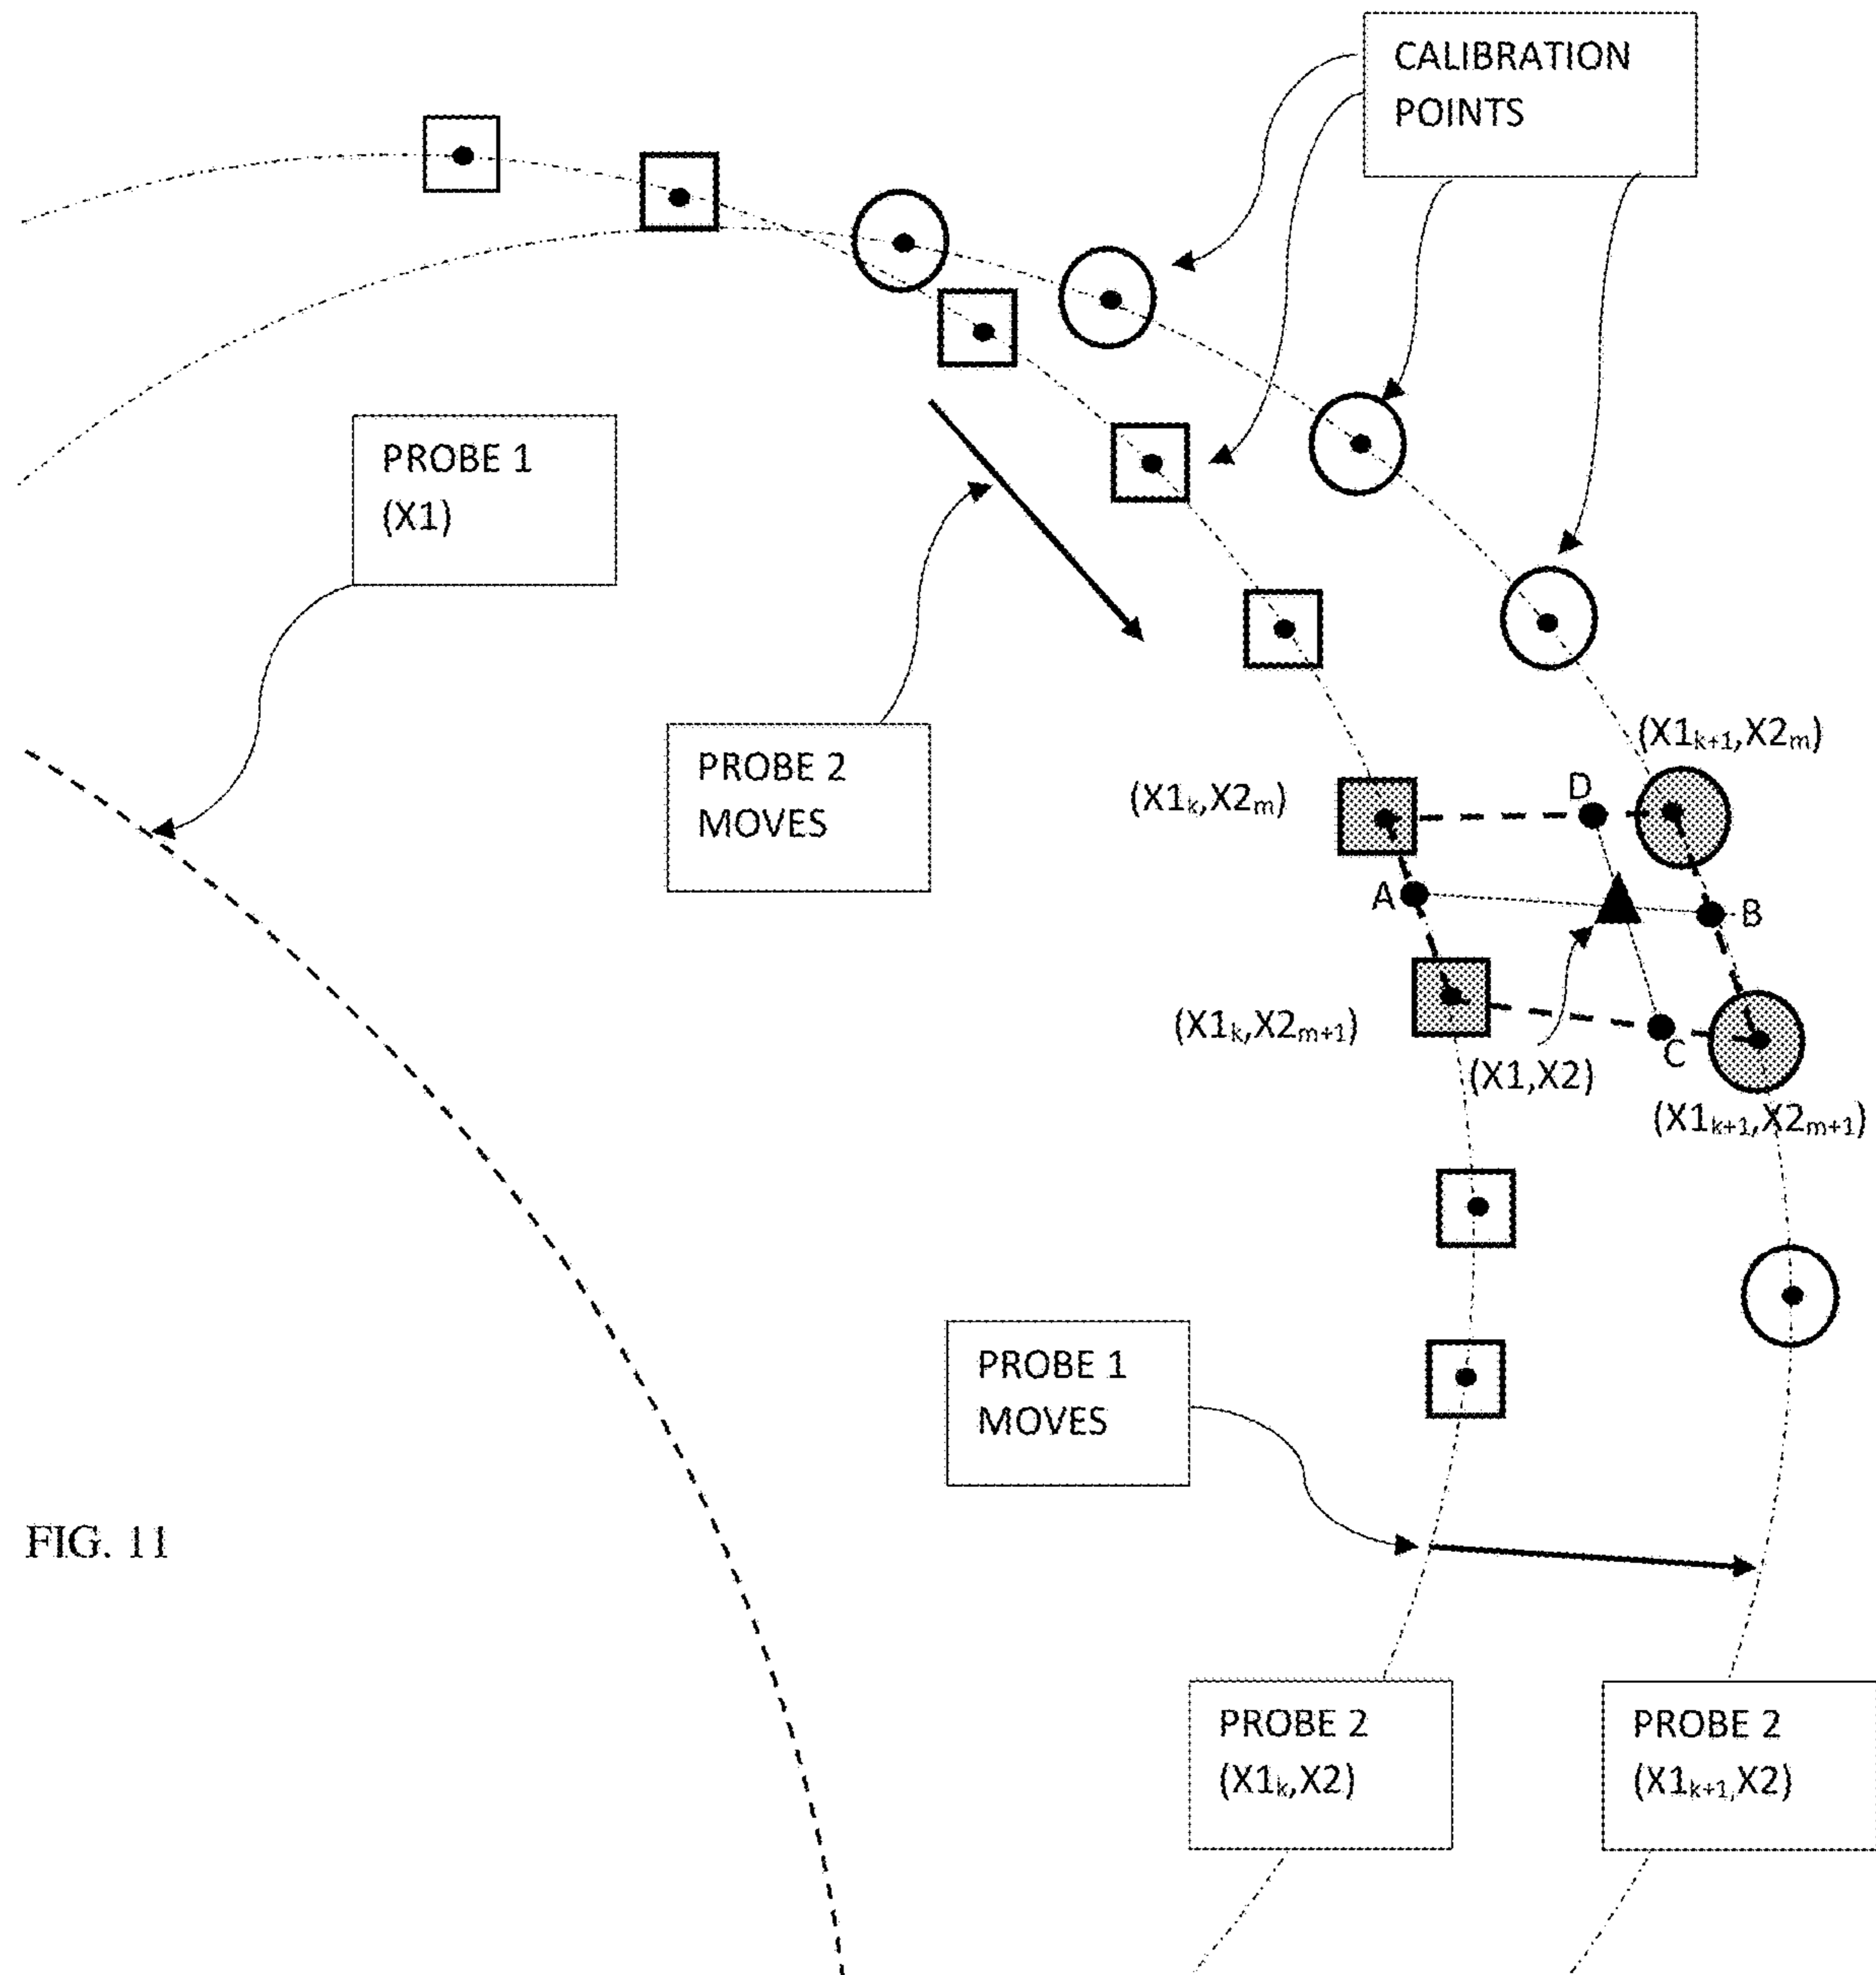 CALIBRATION
POINTS
PROBE 1
(X1)
PROBE 2
MOVES
(X1k+1,X2m)
(X1k,X2m)
D
A
B
(X1k,X2m+1)
C
(X1,X2)
(X1k+1,X2m+1)
PROBE 1
MOVES
FIG. 11
PROBE 2
(X1k,X2)
PROBE 2
(X1k+1,X2)